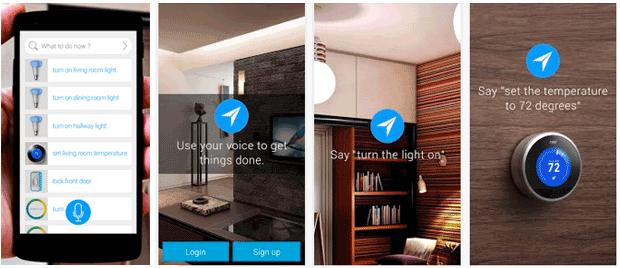 What to do now ?
turn on living room light
turn on dining room light
turn on hallway light
set living room temperature
lock front door
turn
Use your voice to get
things done.
Login
Sign up
Say "turn the light on"
Say "set the temperature
to 72 degrees"
nest
72